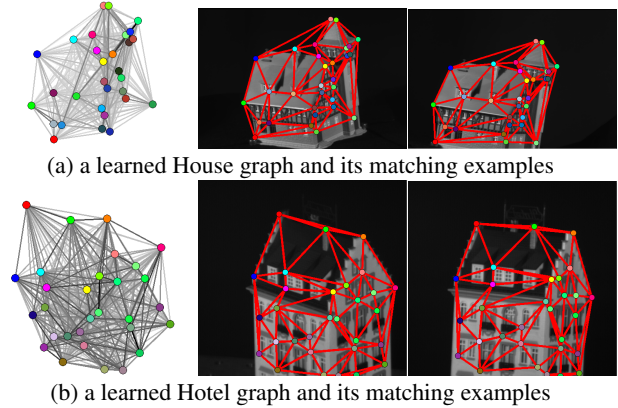 (a) a learned House graph and its matching examples
(b) a learned Hotel graph and its matching examples